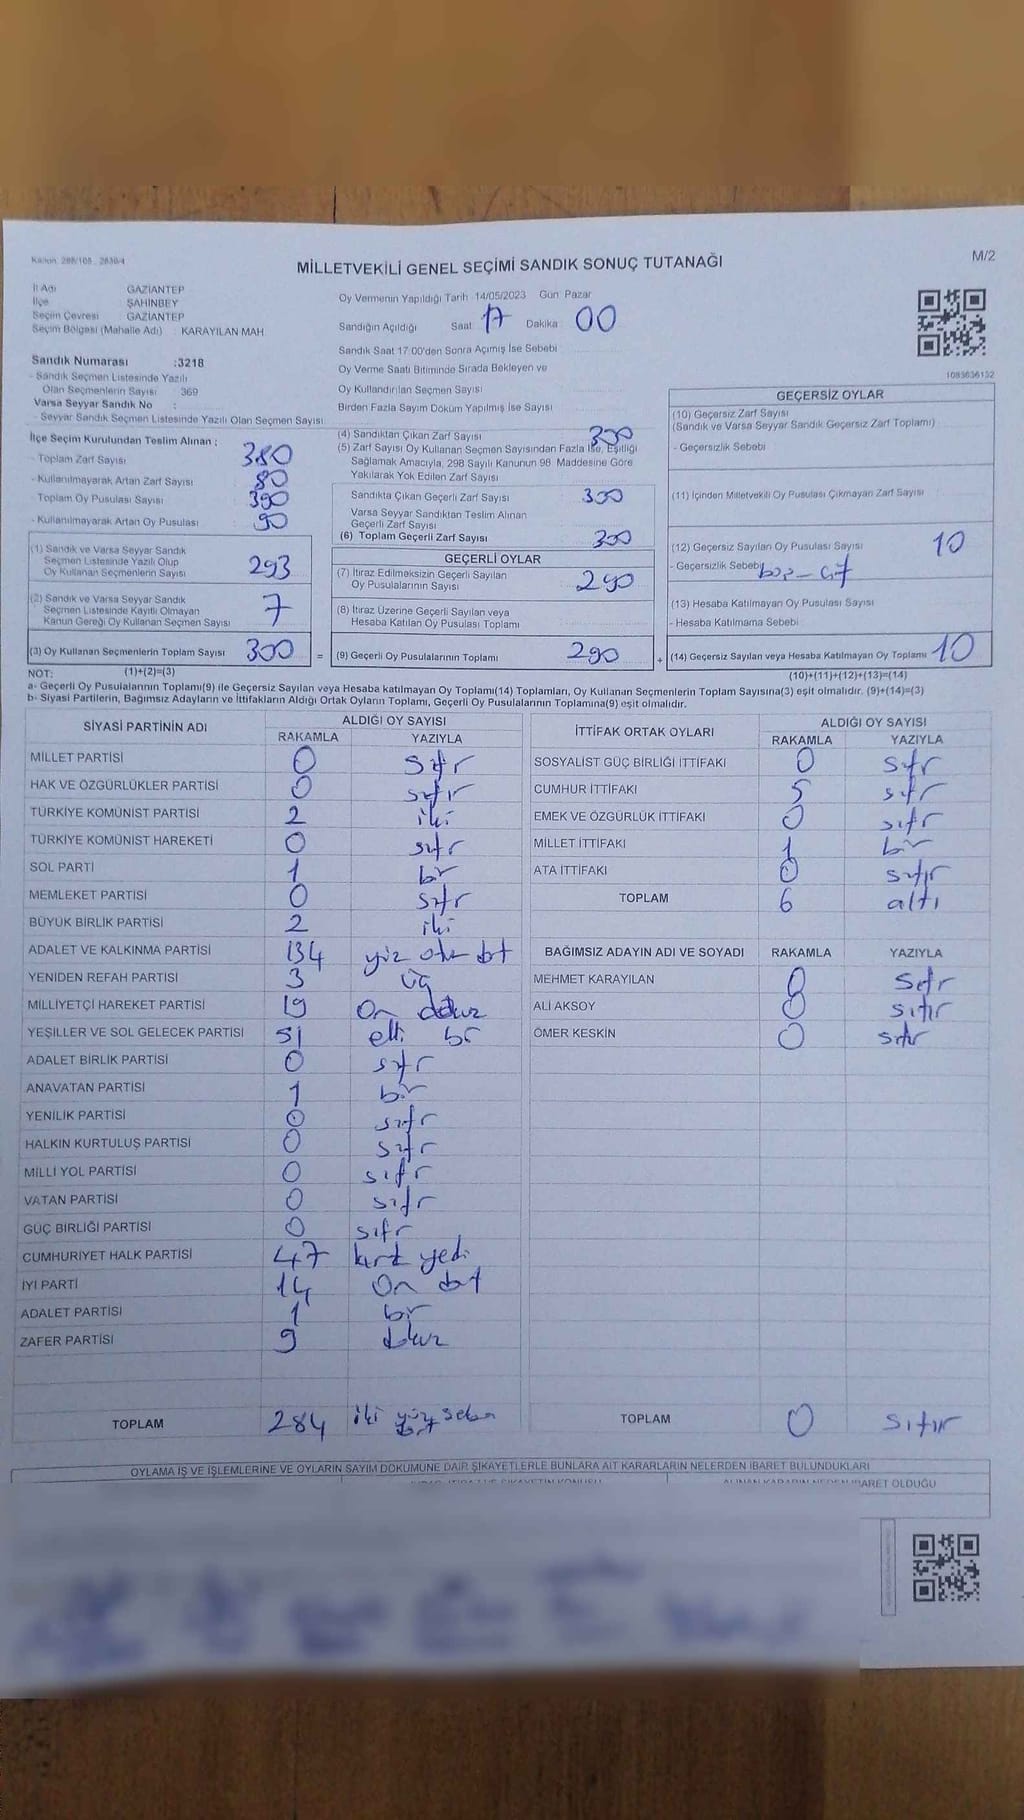 Kanun: 298/105 - 2839/4
MİLLETVEKİLİ GENEL SEÇİMİ SANDIK SONUÇ TUTANAĞI
M/2
İl Adı GAZİANTEP
İlçe ŞAHİNBEY
Seçim Çevresi GAZİANTEP
Seçim Bölgesi (Mahalle Adı) : KARAYILAN MAH.
Oy Vermenin Yapıldığı Tarih 14/05/2023 Gün Pazar
Sandığın Açıldığı Saat 17 Dakika 00
Sandık Saat 17:00'den Sonra Açımış İse Sebebi
Oy Verme Saati Bitiminde Sırada Bekleyen ve
Oy Kullandırılan Seçmen Sayısı
Birden Fazla Sayım Döküm Yapılmış İse Sayısı
Sandık Numarası :3218
- Sandık Seçmen Listesinde Yazılı
Olan Seçmenlerin Sayısı : 369
Varsa Seyyar Sandık No :
- Seyyar Sandık Seçmen Listesinde Yazılı Olan Seçmen Sayısı
İlçe Seçim Kurulundan Teslim Alınan ;
- Toplam Zarf Sayısı 380
- Kullanılmayarak Artan Zarf Sayısı 80
- Toplam Oy Pusulası Sayısı 390
- Kullanılmayarak Artan Oy Pusulası 90
(1) Sandık ve Varsa Seyyar Sandık
Seçmen Listesinde Yazılı Olup
Oy Kullanan Seçmenlerin Sayısı 293
(2) Sandık ve Varsa Seyyar Sandık
Seçmen Listesinde Kayıtlı Olmayan
Kanun Gereği Oy Kullanan Seçmen Sayısı 7
(3) Oy Kullanan Seçmenlerin Toplam Sayısı 300 =
(4) Sandıktan Çıkan Zarf Sayısı 300
(5) Zarf Sayısı Oy Kullanan Seçmen Sayısından Fazla İse, Eşitliği
Sağlamak Amacıyla, 298 Sayılı Kanunun 98. Maddesine Göre
Yakılarak Yok Edilen Zarf Sayısı
Sandıkta Çıkan Geçerli Zarf Sayısı 300
Varsa Seyyar Sandıktan Teslim Alınan
Geçerli Zarf Sayısı
(6) Toplam Geçerli Zarf Sayısı 300
GEÇERLİ OYLAR
(7) İtiraz Edilmeksizin Geçerli Sayılan
Oy Pusulalarının Sayısı 290
(8) İtiraz Üzerine Geçerli Sayılan veya
Hesaba Katılan Oy Pusulası Toplamı
(9) Geçerli Oy Pusulalarının Toplamı 290 +
1083636132
GEÇERSİZ OYLAR
(10) Geçersiz Zarf Sayısı
(Sandık ve Varsa Seyyar Sandık Geçersiz Zarf Toplamı)
- Geçersizlik Sebebi
(11) İçinden Milletvekili Oy Pusulası Çıkmayan Zarf Sayısı
(12) Geçersiz Sayılan Oy Pusulası Sayısı 10
- Geçersizlik Sebebi
(13) Hesaba Katılmayan Oy Pusulası Sayısı
- Hesaba Katılmama Sebebi
(14) Geçersiz Sayılan veya Hesaba Katılmayan Oy Toplamı 10
NOT: (1)+(2)=(3) (10)+(11)+(12)+(13)=(14)
a- Geçerli Oy Pusulalarının Toplamı(9) ile Geçersiz Sayılan veya Hesaba katılmayan Oy Toplamı(14) Toplamları, Oy Kullanan Seçmenlerin Toplam Sayısına(3) eşit olmalıdır. (9)+(14)=(3)
b- Siyasi Partilerin, Bağımsız Adayların ve İttifakların Aldığı Ortak Oyların Toplamı, Geçerli Oy Pusulalarının Toplamına(9) eşit olmalıdır.
SİYASİ PARTİNİN ADI ALDIĞI OY SAYISI
RAKAMLA YAZIYLA
MİLLET PARTİSİ 0 sıfır
HAK VE ÖZGÜRLÜKLER PARTİSİ 0 sıfır
TÜRKİYE KOMÜNİST PARTİSİ 2 iki
TÜRKİYE KOMÜNİST HAREKETİ 0 sıfır
SOL PARTİ 1 bir
MEMLEKET PARTİSİ 0 sıfır
BÜYÜK BİRLİK PARTİSİ 2 iki
ADALET VE KALKINMA PARTİSİ 134 yüz otuz dört
YENİDEN REFAH PARTİSİ 3 üç
MİLLİYETÇİ HAREKET PARTİSİ 19 On dokuz
YEŞİLLER VE SOL GELECEK PARTİSİ 51 elli bir
ADALET BİRLİK PARTİSİ 0 sıfır
ANAVATAN PARTİSİ 1 bir
YENİLİK PARTİSİ 0 sıfır
HALKIN KURTULUŞ PARTİSİ 0 sıfır
MİLLİ YOL PARTİSİ 0 sıfır
VATAN PARTİSİ 0 sıfır
GÜÇ BİRLİĞİ PARTİSİ 0 sıfır
CUMHURİYET HALK PARTİSİ 47 kırk yedi
İYİ PARTİ 14 On dört
ADALET PARTİSİ 1 bir
ZAFER PARTİSİ 9 dokuz
TOPLAM 284 iki yüz seksen dört
İTTİFAK ORTAK OYLARI ALDIĞI OY SAYISI
RAKAMLA YAZIYLA
SOSYALİST GÜÇ BİRLİĞİ İTTİFAKI 0 sıfır
CUMHUR İTTİFAKI 5 sıfır
EMEK VE ÖZGÜRLÜK İTTİFAKI 0 sıfır
MİLLET İTTİFAKI 1 bir
ATA İTTİFAKI 0 sıfır
TOPLAM 6 altı
BAĞIMSIZ ADAYIN ADI VE SOYADI RAKAMLA YAZIYLA
MEHMET KARAYILAN 0 sıfır
ALİ AKSOY 0 sıfır
ÖMER KESKİN 0 sıfır
TOPLAM 0 sıfır
OYLAMA İŞ VE İŞLEMLERİNE VE OYLARIN SAYIM DÖKÜMÜNE DAİR ŞİKAYETLERLE BUNLARA AİT KARARLARIN NELERDEN İBARET BULUNDUKLARI
İBARET OLDUĞU